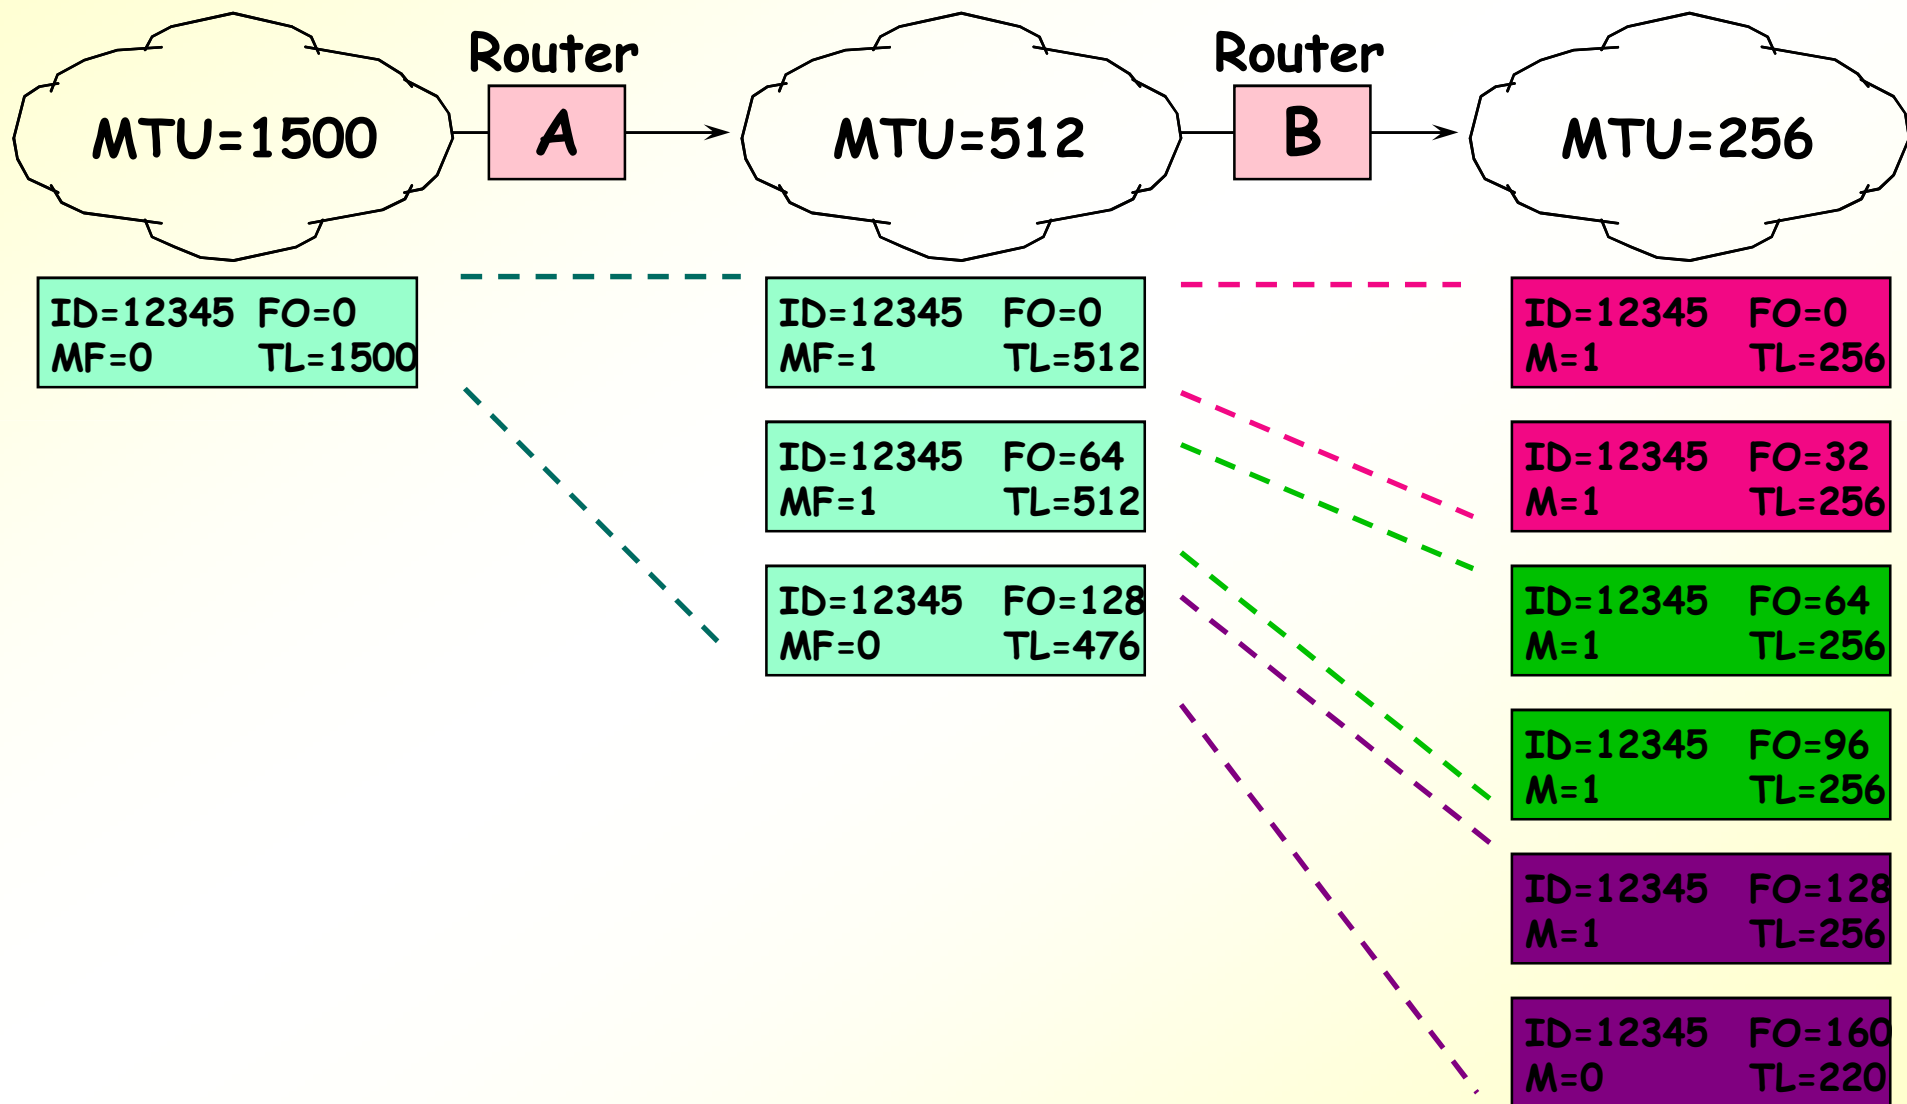 Router
Router
MTU=1500
A
MTU=512
B
MTU=256
ID=12345 FO=0
MF=0 TL=1500
ID=12345 FO=0
MF=1 TL=512
ID=12345 FO=64
MF=1 TL=512
ID=12345 FO=128
MF=0 TL=476
ID=12345 FO=0
M=1 TL=256
ID=12345 FO=32
M=1 TL=256
ID=12345 FO=64
M=1 TL=256
ID=12345 FO=96
M=1 TL=256
ID=12345 FO=128
M=1 TL=256
ID=12345 FO=160
M=0 TL=220